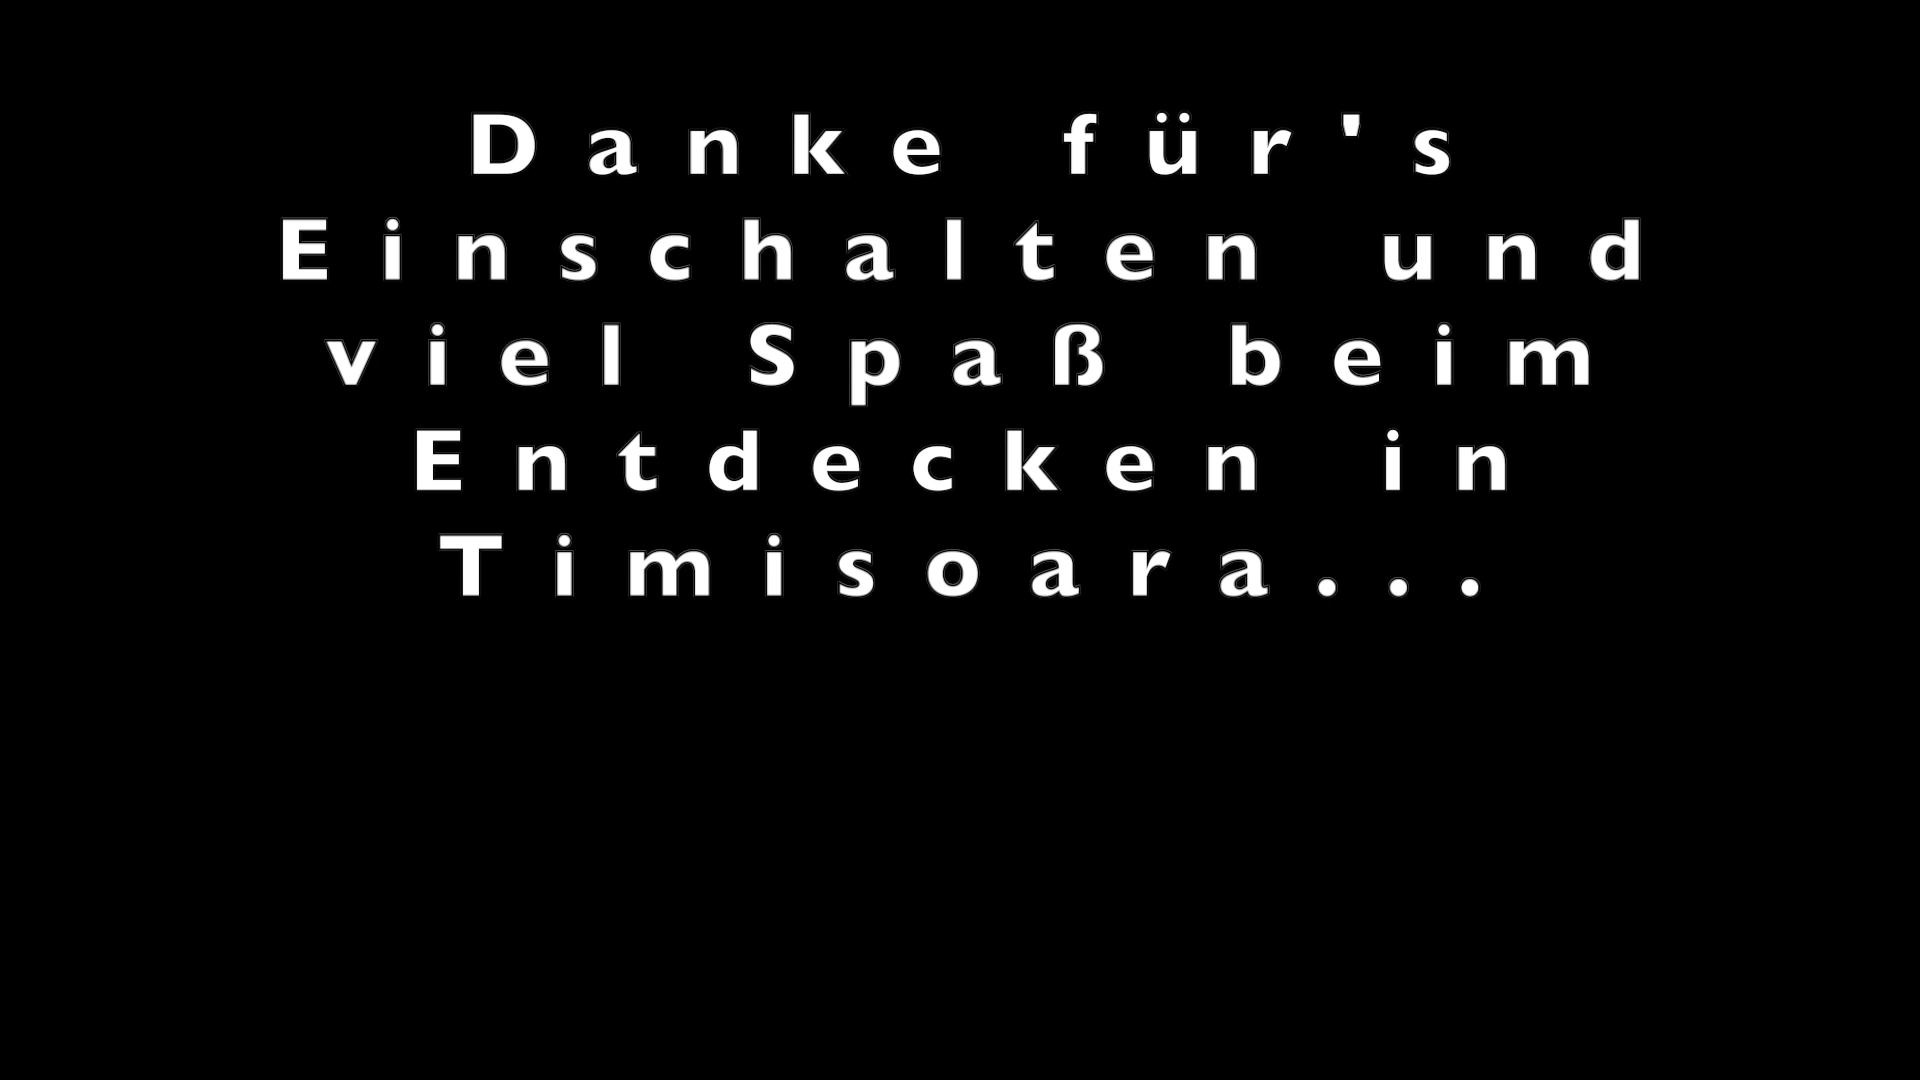 Danke für's
Einschalten und
viel Spaß beim
Entdecken in
Timisoara...